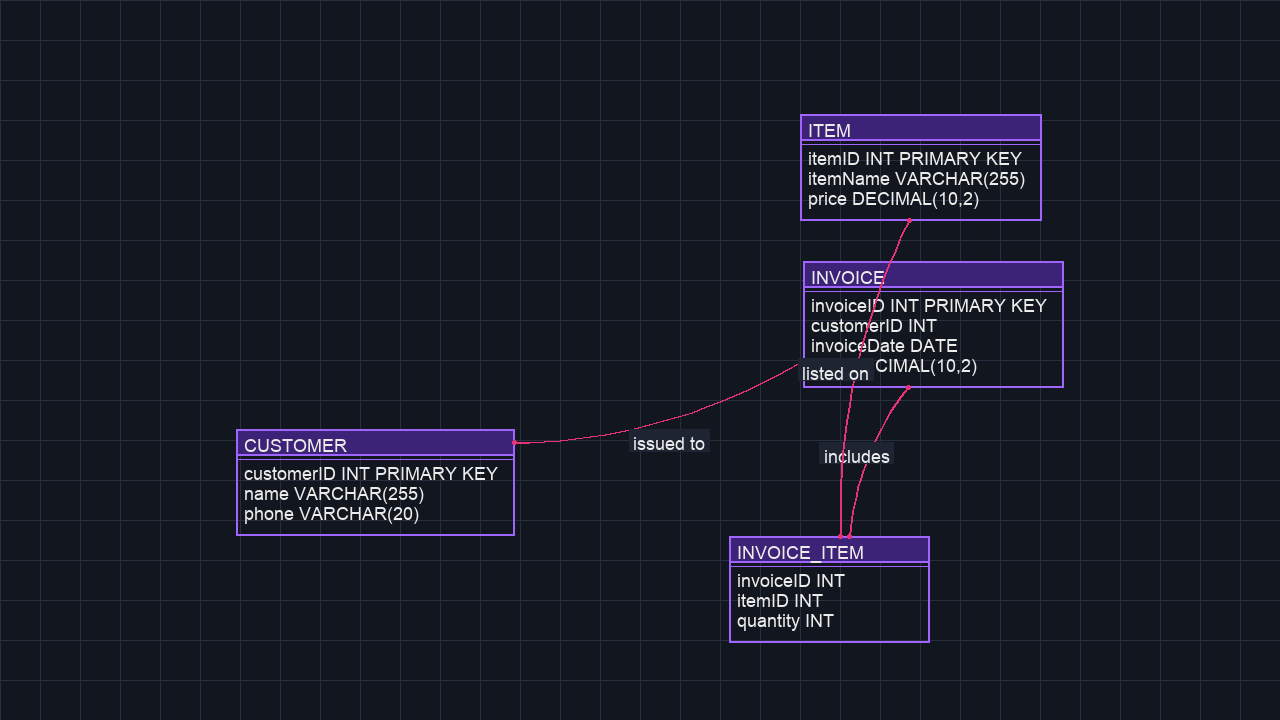 ITEM
itemID INT PRIMARY KEY
itemName VARCHAR(255)
price DECIMAL(10,2)
INVOICE
invoiceID INT PRIMARY KEY
customerID INT
invoiceDate DATE
CIMAL(10,2)
listed on
CUSTOMER
customerID INT PRIMARY KEY
name VARCHAR(255)
phone VARCHAR(20)
issued to
includes
INVOICE_ITEM
invoiceID INT
itemID INT
quantity INT